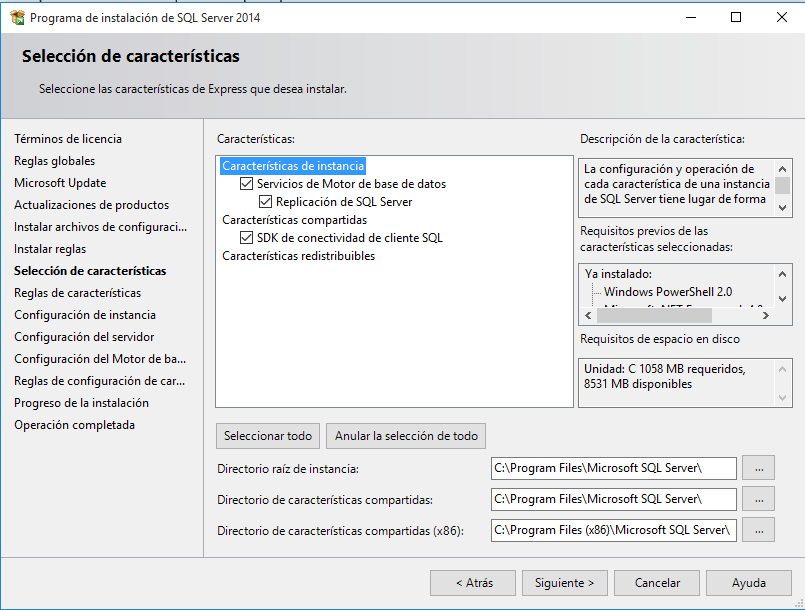 Programa de instalación de SQL Server 2014
Selección de características
Seleccione las características de Express que desea instalar.
Términos de licencia
Reglas globales
Microsoft Update
Actualizaciones de productos
Instalar archivos de configuraci...
Instalar reglas
Selección de características
Reglas de características
Configuración de instancia
Configuración del servidor
Configuración del Motor de ba...
Reglas de configuración de car...
Progreso de la instalación
Operación completada
Características:
Características de instancia
Servicios de Motor de base de datos
Replicación de SQL Server
Características compartidas
SDK de conectividad de cliente SQL
Características redistribuibles
Descripción de la característica:
La configuración y operación de
cada característica de una instancia
de SQL Server tiene lugar de forma
Requisitos previos de las
características seleccionadas:
Ya instalado:
Windows PowerShell 2.0
Requisitos de espacio en disco
Unidad: C 1058 MB requeridos,
8531 MB disponibles
Seleccionar todo
Anular la selección de todo
Directorio raíz de instancia:
C:\Program Files\Microsoft SQL Server\
...
Directorio de características compartidas:
C:\Program Files\Microsoft SQL Server\
...
Directorio de características compartidas (x86):
C:\Program Files (x86)\Microsoft SQL Server\
...
< Atrás
Siguiente >
Cancelar
Ayuda